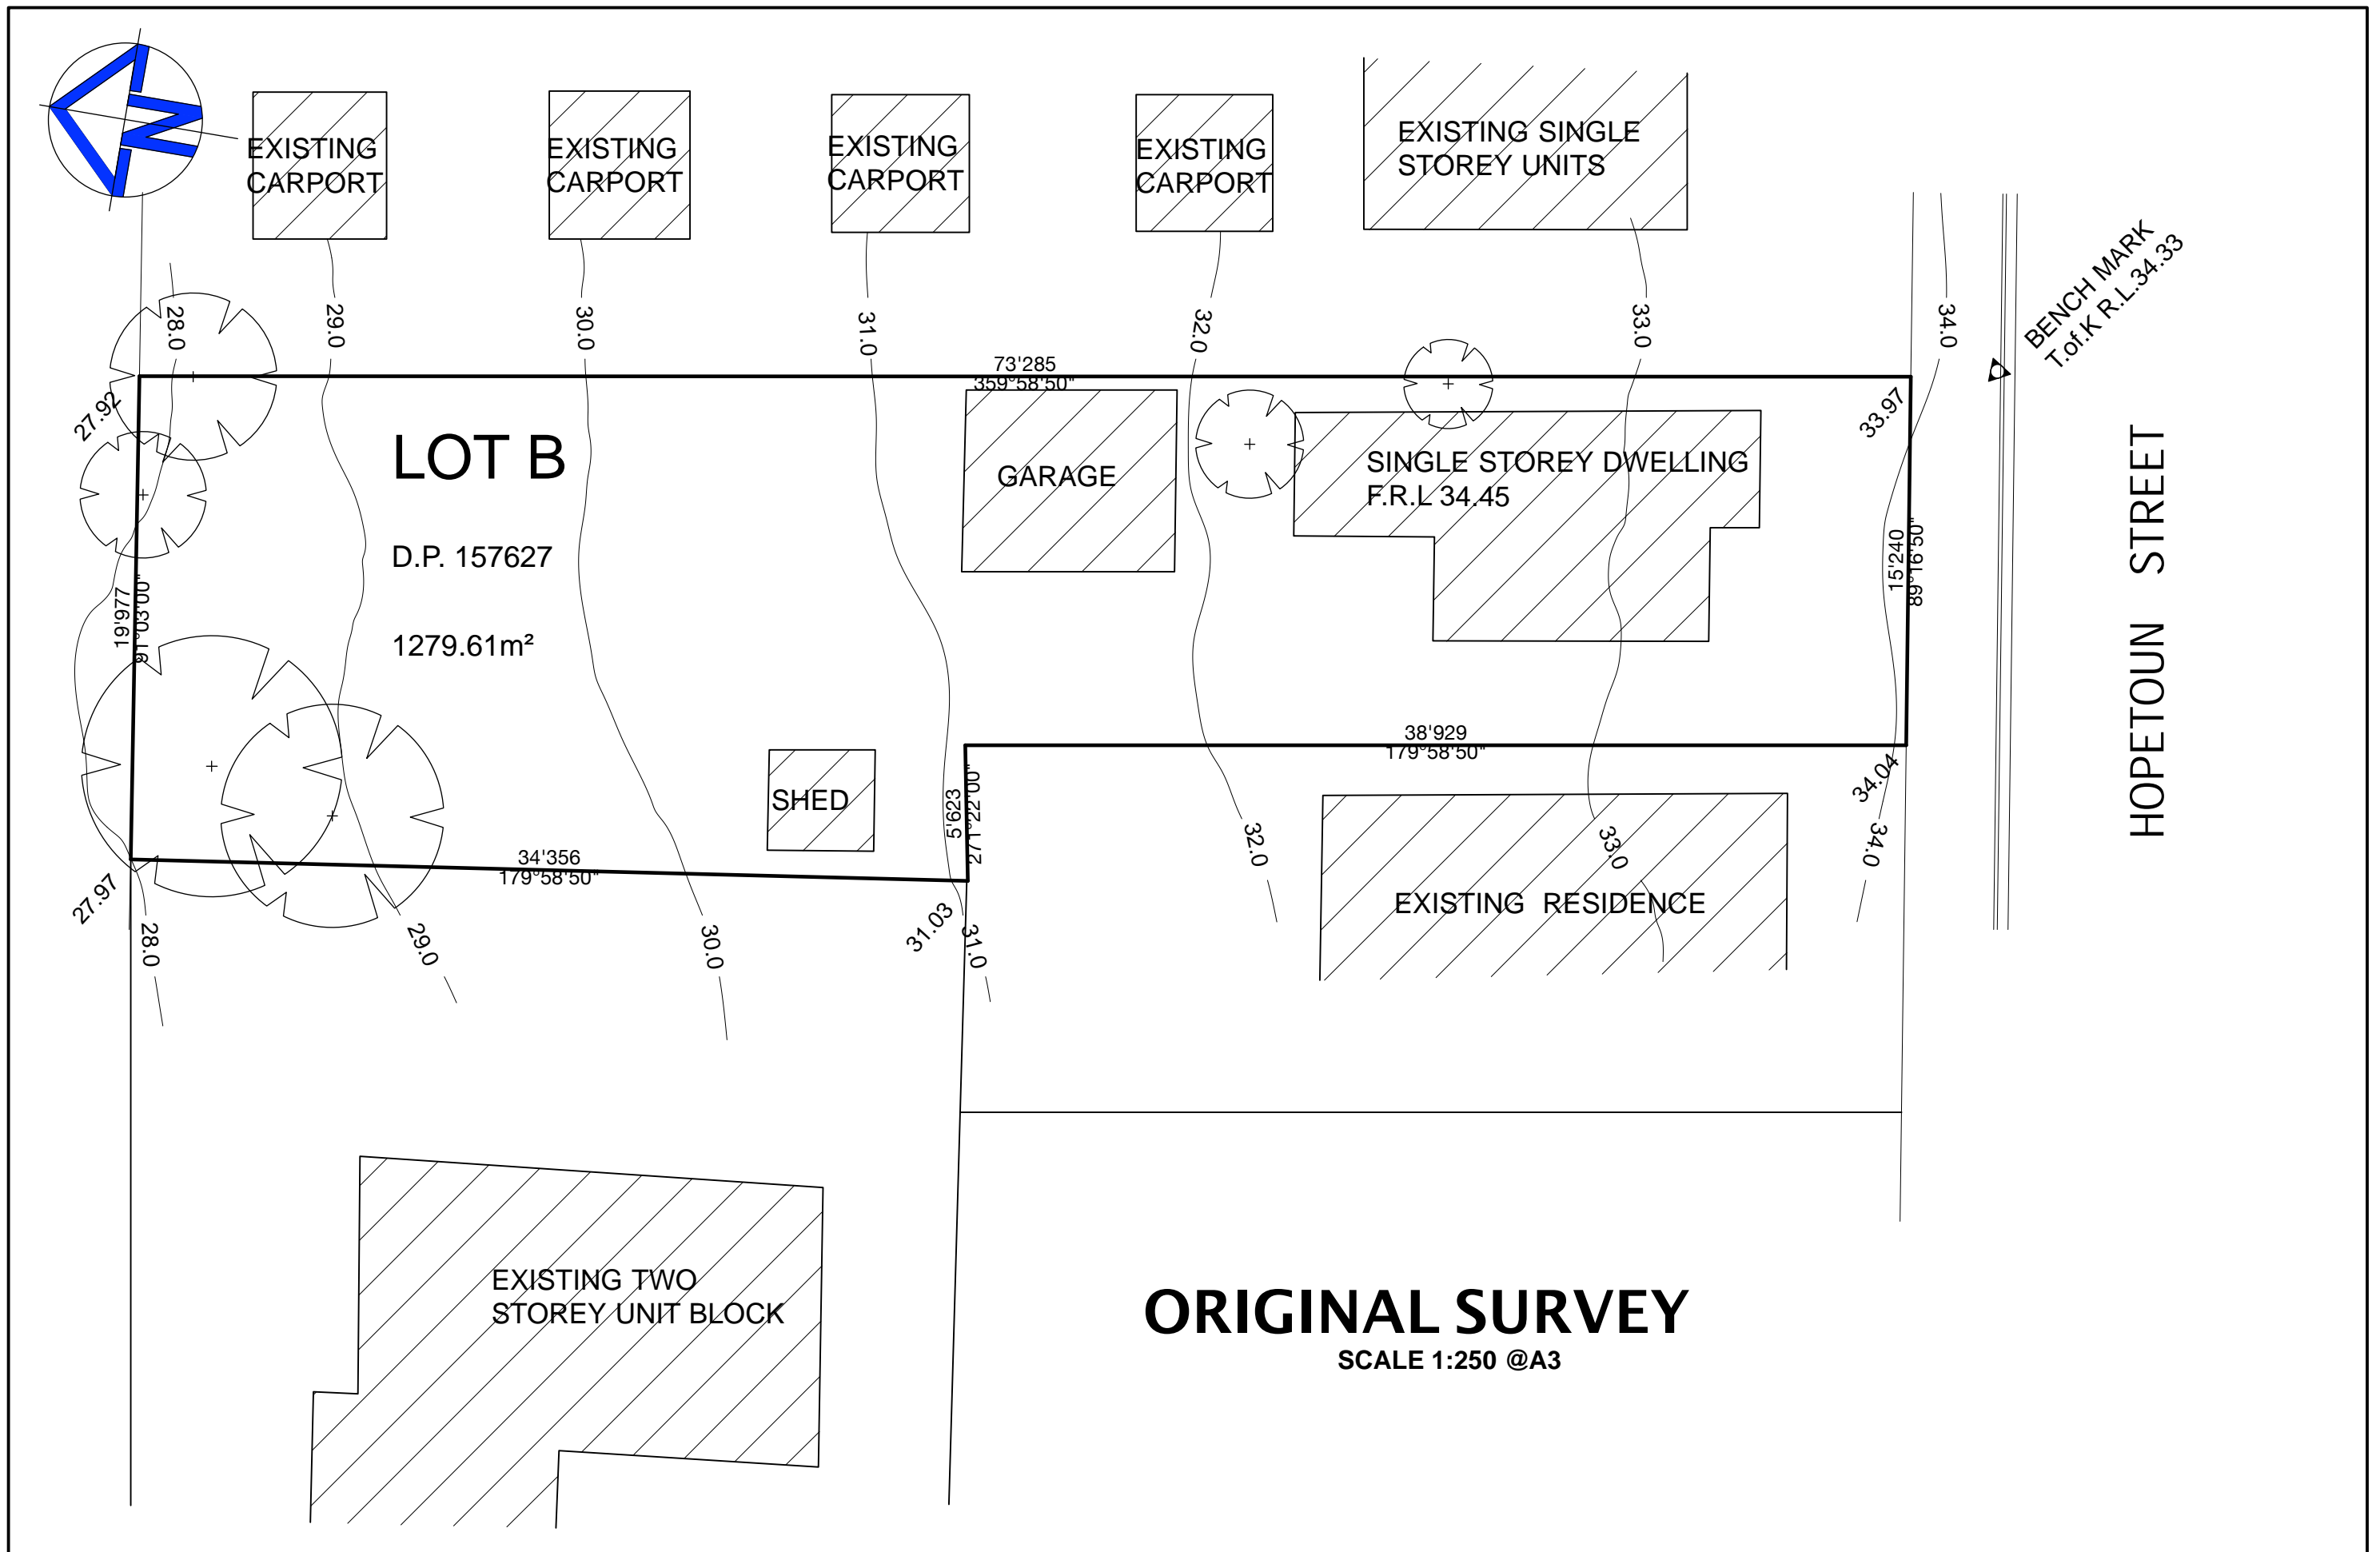 EXISTING
CARPORT
EXISTING
CARPORT
EXISTING
CARPORT
EXISTING
CARPORT
EXISTING SINGLE
STOREY UNITS
BENCH MARK
T.of.K R.L.34.33
28.0
29.0
30.0
31.0
32.0
33.0
34.0
73'285
359°58'50"
27.92
33.97
LOT B
D.P. 157627
1279.61m²
GARAGE
SINGLE STOREY DWELLING
F.R.L 34.45
19'977
91°03'00"
15'240
89°16'50"
HOPETOUN STREET
38'929
179°58'50"
SHED
5'623
271°22'00"
34'356
179°58'50"
34.04
27.97
31.03
28.0
29.0
30.0
31.0
32.0
33.0
34.0
EXISTING RESIDENCE
EXISTING TWO
STOREY UNIT BLOCK
ORIGINAL SURVEY
SCALE 1:250 @A3